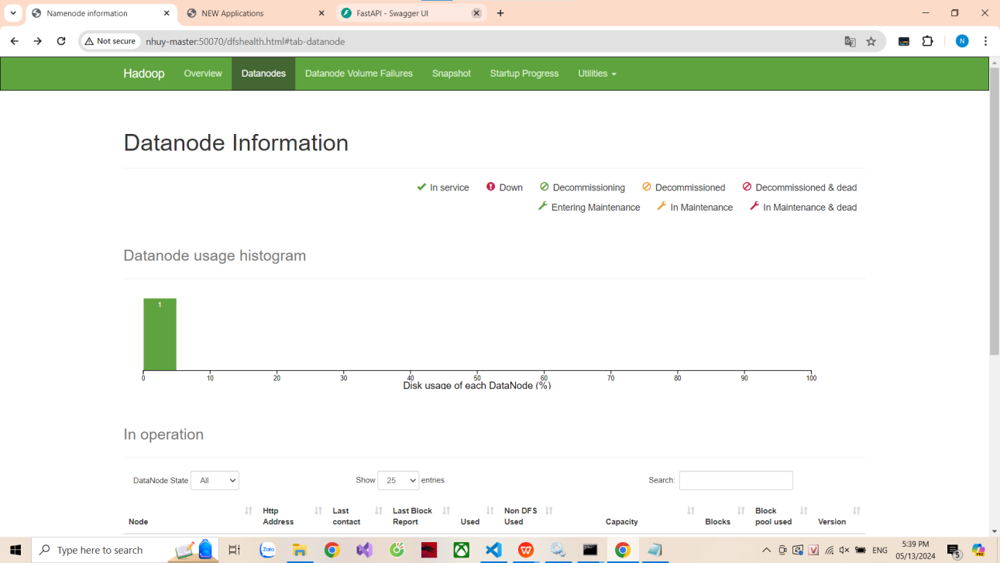 Namenode information
NEW Applications
FastAPI - Swagger UI
Not secure
nhuy-master:50070/dfshealth.html#tab-datanode
N
Hadoop Overview Datanodes Datanode Volume Failures Snapshot Startup Progress Utilities
Datanode Information
In service Down Decommissioning Decommissioned Decommissioned & dead
Entering Maintenance In Maintenance In Maintenance & dead
Datanode usage histogram
1
0 10 20 30 40 50 60 70 80 90 100
Disk usage of each DataNode (%)
In operation
DataNode State All Show 25 entries Search:
Node Http Address Last contact Last Block Report Used Non DFS Used Capacity Blocks Block pool used Version
Type here to search
Zalo
ENG
5:39 PM
05/13/2024
5